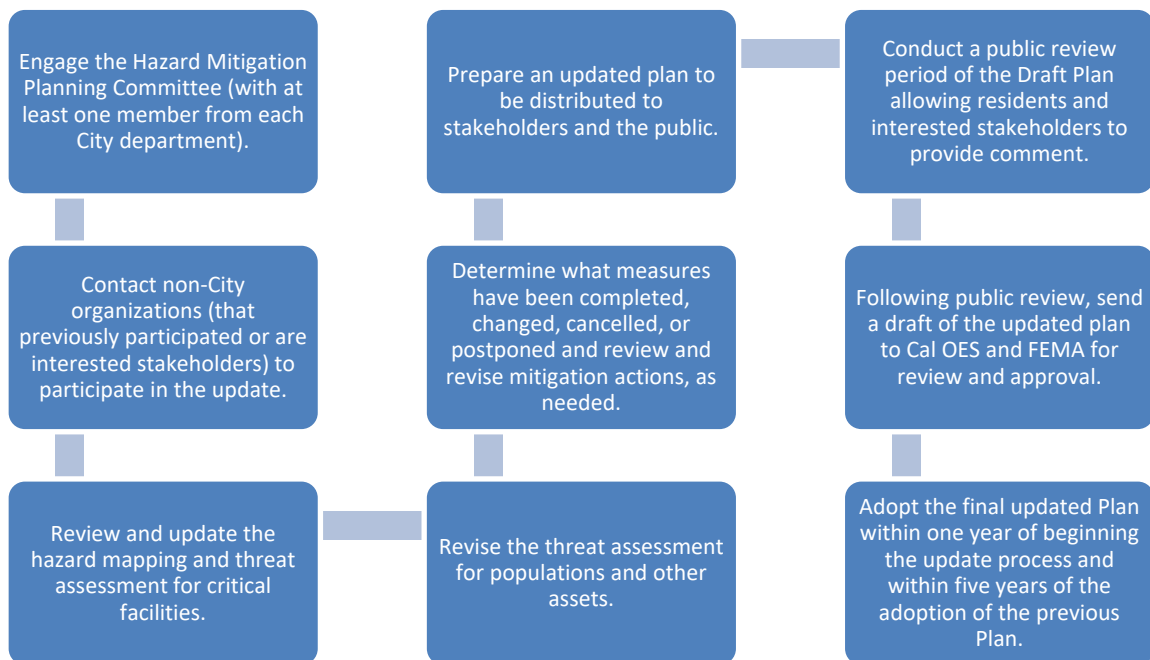 Engage the Hazard Mitigation
Planning Committee (with at
least one member from each
City department).
Contact non-City
organizations (that
previously participated or are
interested stakeholders) to
participate in the update.
Review and update the
hazard mapping and threat
assessment for critical
facilities.
Revise the threat assessment
for populations and other
assets.
Determine what measures
have been completed,
changed, cancelled, or
postponed and review and
revise mitigation actions, as
needed.
Prepare an updated plan to
be distributed to
stakeholders and the public.
Conduct a public review
period of the Draft Plan
allowing residents and
interested stakeholders to
provide comment.
Following public review, send
a draft of the updated plan
to Cal OES and FEMA for
review and approval.
Adopt the final updated Plan
within one year of beginning
the update process and
within five years of the
adoption of the previous
Plan.